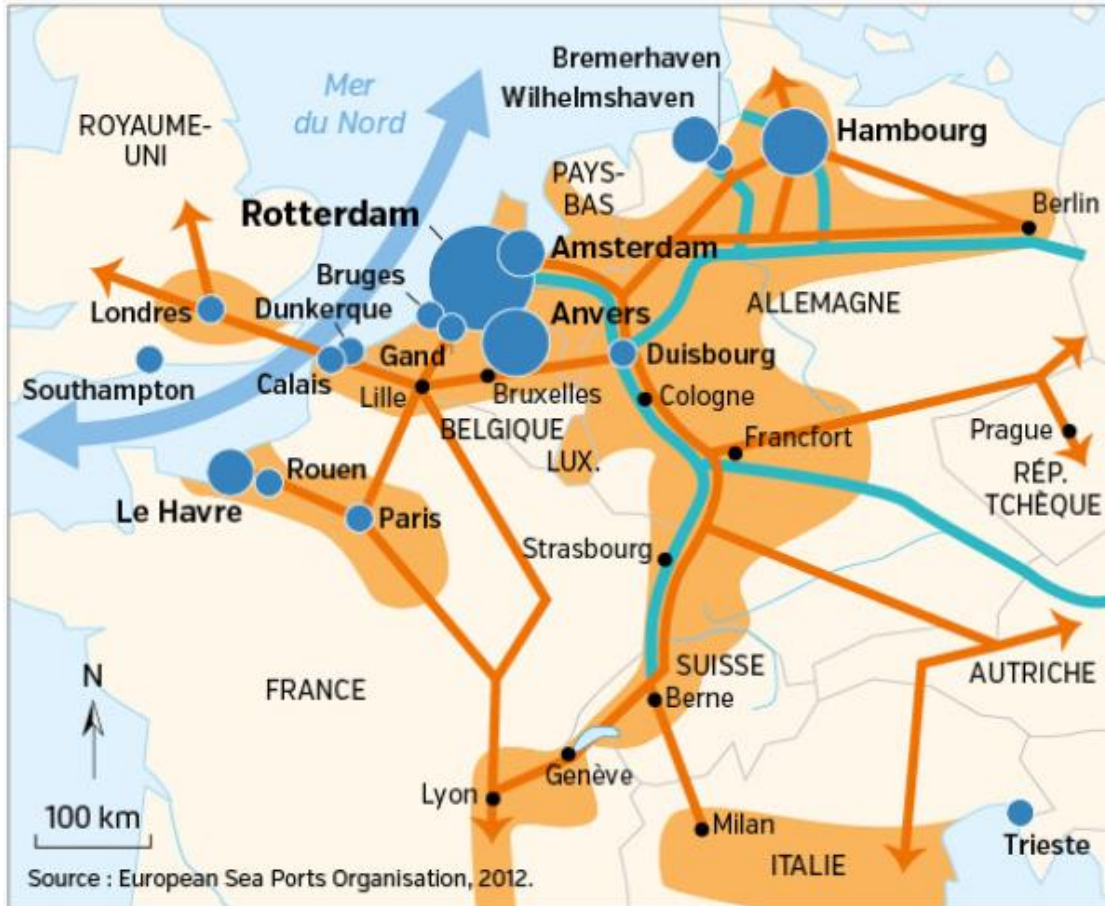 Bremerhaven
Wilhelmshaven
Mer
du Nord
ROYAUME-
UNI
Hambourg
PAYS-
BAS
Rotterdam
Berlin
Amsterdam
Bruges
Dunkerque
Londres
Anvers
ALLEMAGNE
Gand
Duisbourg
Southampton
Calais
Lille
Bruxelles
Cologne
BELGIQUE
Francfort
Prague
LUX.
RÉP.
TCHÈQUE
Rouen
Le Havre
Paris
Strasbourg
N
FRANCE
SUISSE
AUTRICHE
Berne
Genève
Lyon
100 km
Milan
Trieste
ITALIE
Source : European Sea Ports Organisation, 2012.